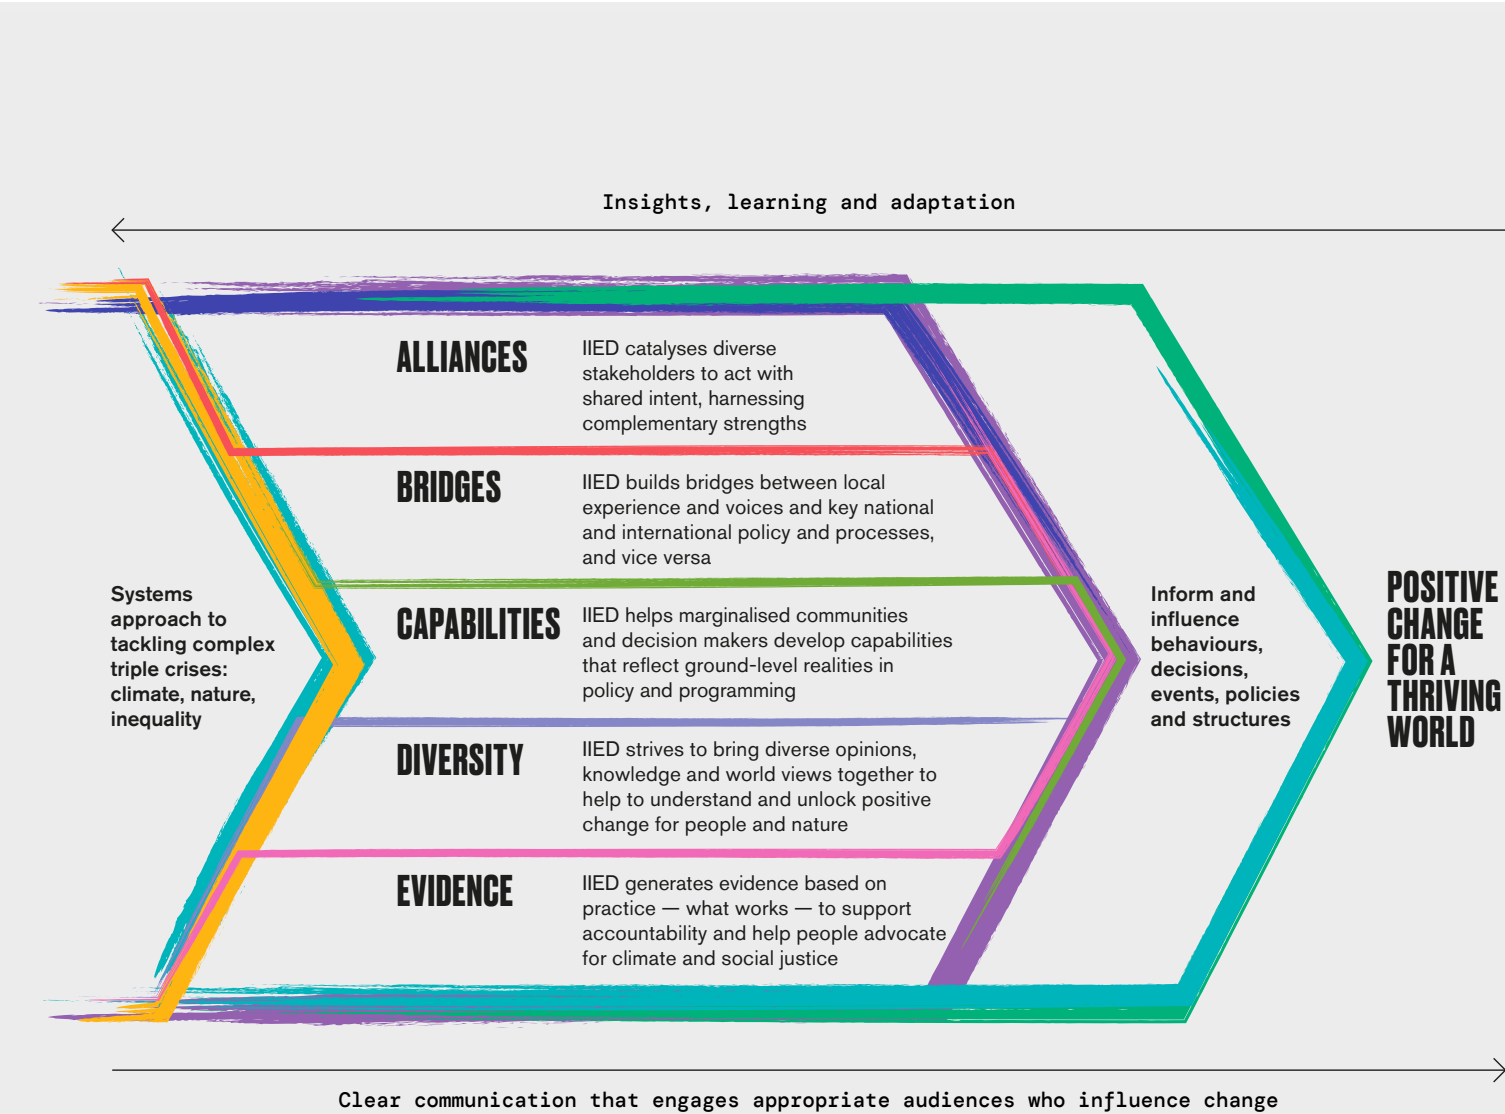 Insights, learning and adaptation
ALLIANCES
IIED catalyses diverse
stakeholders to act with
shared intent, harnessing
complementary strengths
BRIDGES
IIED builds bridges between local
experience and voices and key national
and international policy and processes,
and vice versa
Systems
approach to
tackling complex
triple crises:
climate, nature,
inequality
CAPABILITIES
IIED helps marginalised communities
and decision makers develop capabilities
that reflect ground-level realities in
policy and programming
DIVERSITY
IIED strives to bring diverse opinions,
knowledge and world views together to
help to understand and unlock positive
change for people and nature
EVIDENCE
IIED generates evidence based on
practice — what works — to support
accountability and help people advocate
for climate and social justice
Inform and
influence
behaviours,
decisions,
events, policies
and structures
POSITIVE
CHANGE
FOR A
THRIVING
WORLD
Clear communication that engages appropriate audiences who influence change